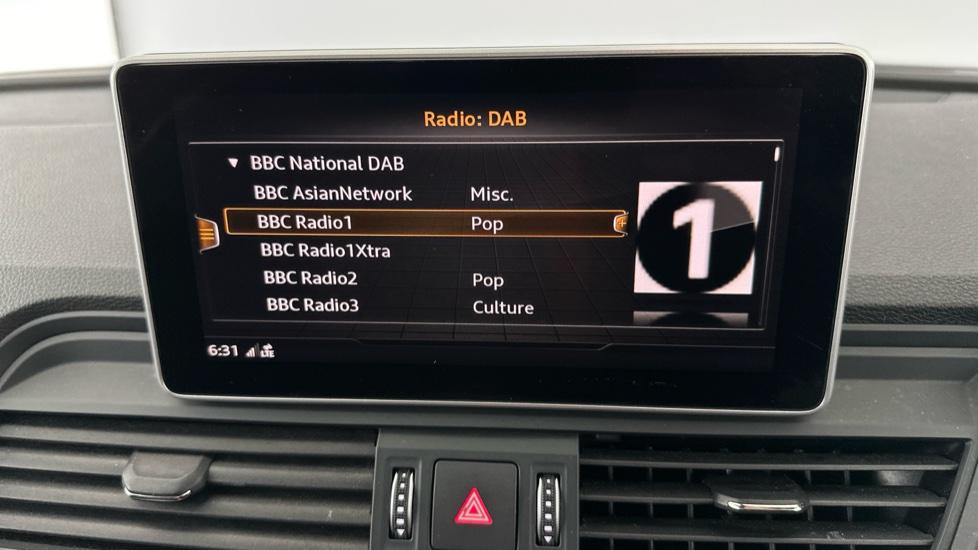 Radio: DAB
BBC National DAB
BBC AsianNetwork Misc.
BBC Radio1 Pop
1
BBC Radio1Xtra
BBC Radio2 Pop
BBC Radio3 Culture
6:31 LTE